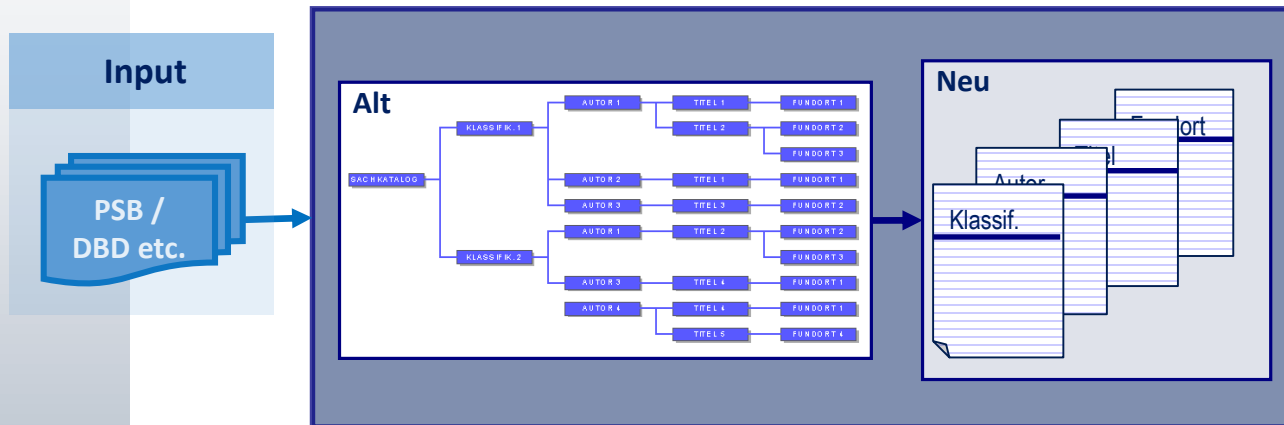 Input
PSB /
DBD etc.
Alt
AUTOR 1 TITEL 1 FUNDORT 1
KLASSIFIK. 1 TITEL 2 FUNDORT 2
FUNDORT 3
SACHKATALOG AUTOR 2 TITEL 1 FUNDORT 1
AUTOR 3 TITEL 3 FUNDORT 2
AUTOR 1 TITEL 2 FUNDORT 2
KLASSIFIK. 2 FUNDORT 3
AUTOR 3 TITEL 4 FUNDORT 1
AUTOR 4 TITEL 4 FUNDORT 1
TITEL 5 FUNDORT 4
Neu
Klassif.
Autor